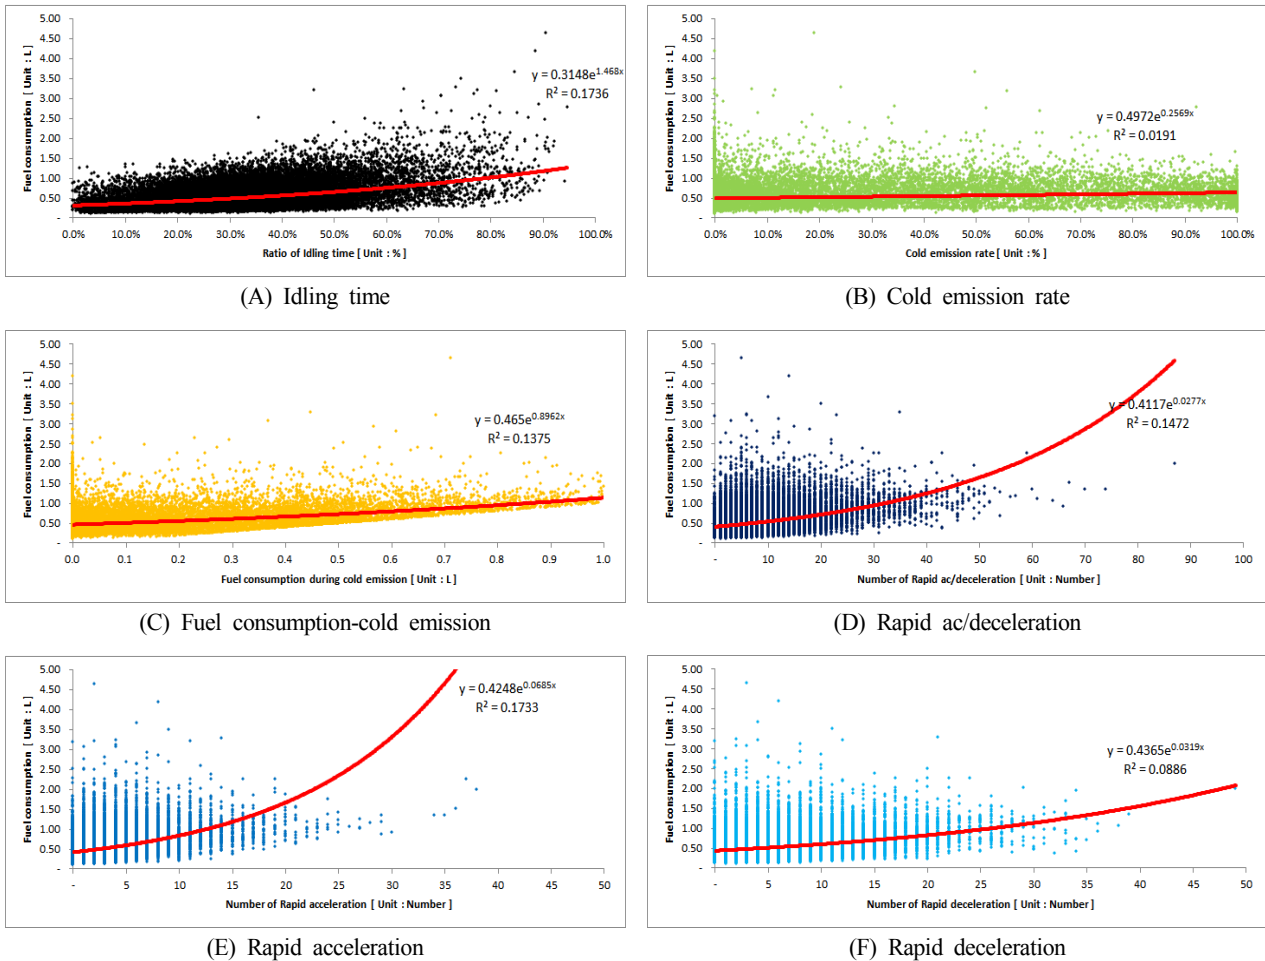 5.00
4.50
4.00
3.50
3.00
2.50
2.00
1.50
1.00
0.50
-
Fuel consumption [ Unit : L]
y = 0.3148e^1.468x
R² = 0.1736
0.0% 10.0% 20.0% 30.0% 40.0% 50.0% 60.0% 70.0% 80.0% 90.0% 100.0%
Ratio of Idling time [ Unit : %]
(A) Idling time
5.00
4.50
4.00
3.50
3.00
2.50
2.00
1.50
1.00
0.50
-
Fuel consumption [ Unit : L]
y = 0.4972e^0.2569x
R² = 0.0191
0.0% 10.0% 20.0% 30.0% 40.0% 50.0% 60.0% 70.0% 80.0% 90.0% 100.0%
Cold emission rate [ Unit : %]
(B) Cold emission rate
5.00
4.50
4.00
3.50
3.00
2.50
2.00
1.50
1.00
0.50
-
Fuel consumption [ Unit : L]
y = 0.465e^0.8962x
R² = 0.1375
0.0 0.1 0.2 0.3 0.4 0.5 0.6 0.7 0.8 0.9 1.0
Fuel consumption during cold emission [ Unit : L]
(C) Fuel consumption-cold emission
5.00
4.50
4.00
3.50
3.00
2.50
2.00
1.50
1.00
0.50
-
Fuel consumption [ Unit : L]
y = 0.4117e^0.0277x
R² = 0.1472
- 10 20 30 40 50 60 70 80 90 100
Number of Rapid ac/deceleration [ Unit : Number]
(D) Rapid ac/deceleration
5.00
4.50
4.00
3.50
3.00
2.50
2.00
1.50
1.00
0.50
-
Fuel consumption [ Unit : L]
y = 0.4248e^0.0685x
R² = 0.1733
- 5 10 15 20 25 30 35 40 45 50
Number of Rapid acceleration [ Unit : Number]
(E) Rapid acceleration
5.00
4.50
4.00
3.50
3.00
2.50
2.00
1.50
1.00
0.50
-
Fuel consumption [ Unit : L]
y = 0.4365e^0.0319x
R² = 0.0886
- 5 10 15 20 25 30 35 40 45 50
Number of Rapid deceleration [ Unit : Number]
(F) Rapid deceleration